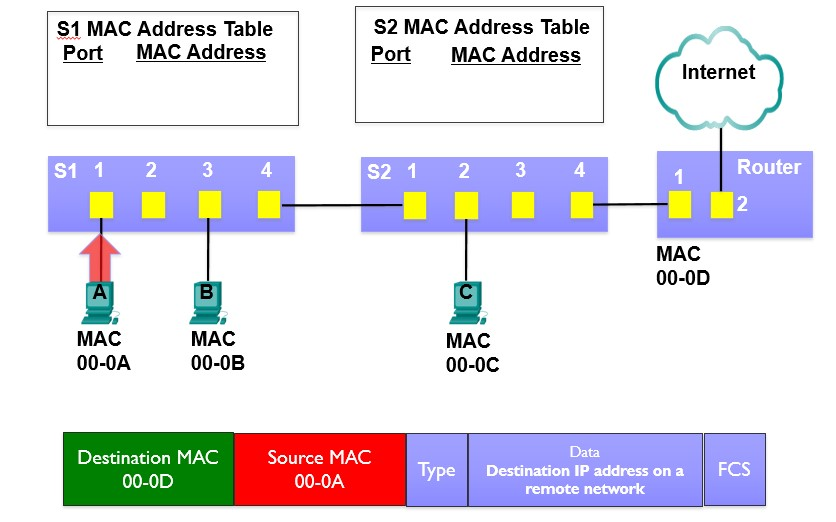 S1 MAC Address Table
Port MAC Address
S2 MAC Address Table
Port MAC Address
Internet
S1 1 2 3 4
S2 1 2 3 4
1 Router
2
MAC
00-0D
A
B
C
MAC
00-0A
MAC
00-0B
MAC
00-0C
Destination MAC
00-0D
Source MAC
00-0A
Type
Data
Destination IP address on a
remote network
FCS